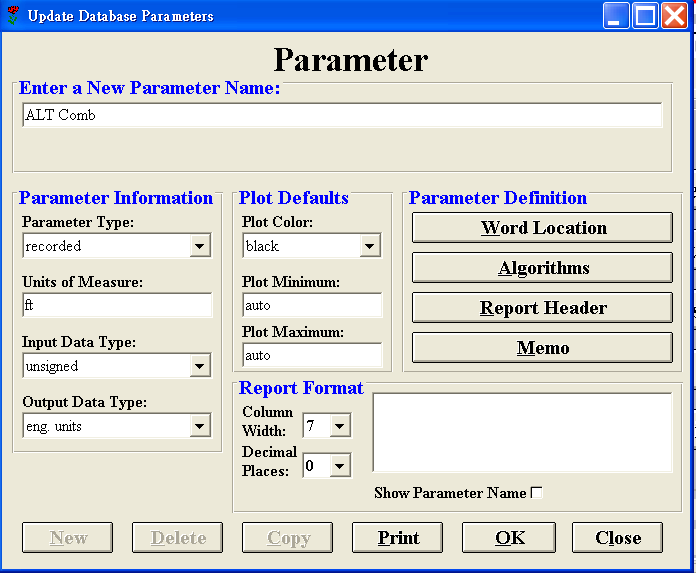 Update Database Parameters
Parameter
Enter a New Parameter Name:
ALT Comb
Parameter Information
Parameter Type:
recorded
Units of Measure:
ft
Input Data Type:
unsigned
Output Data Type:
eng. units
Plot Defaults
Plot Color:
black
Plot Minimum:
auto
Plot Maximum:
auto
Parameter Definition
Word Location
Algorithms
Report Header
Memo
Report Format
Column
Width:
7
Decimal
Places:
0
Show Parameter Name
New
Delete
Copy
Print
OK
Close